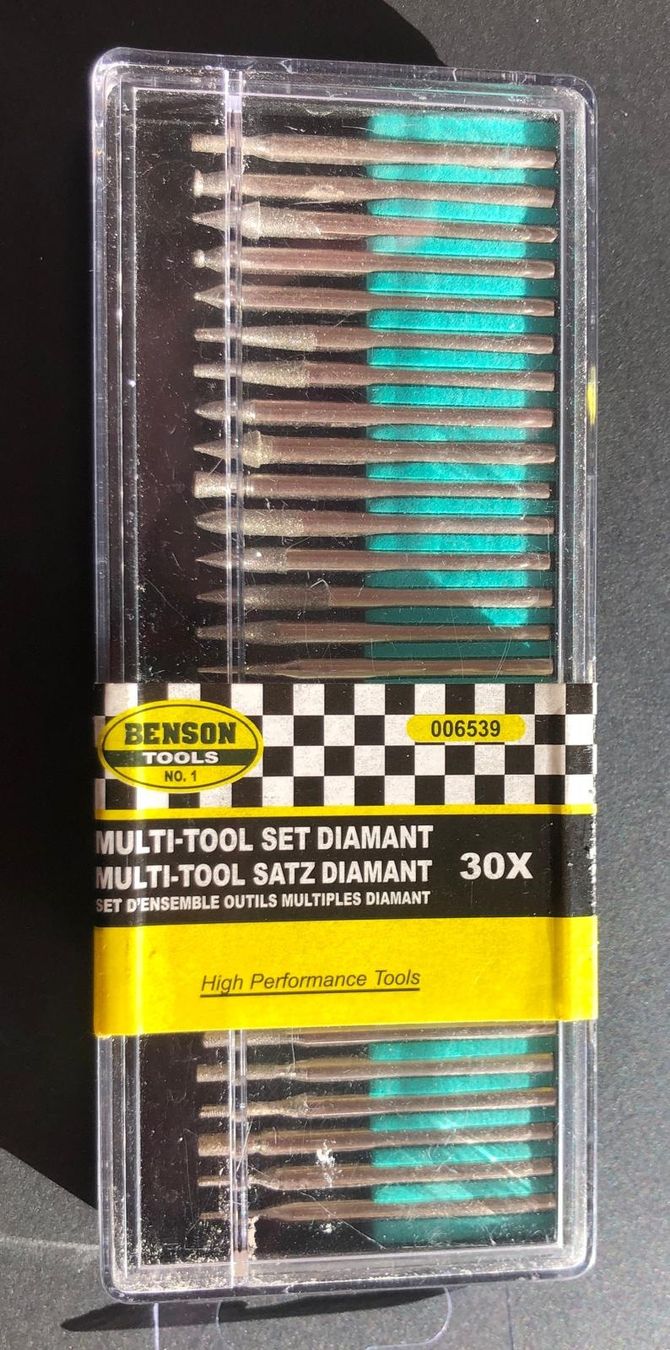 BENSON
TOOLS
NO. 1
006539
MULTI-TOOL SET DIAMANT
MULTI-TOOL SATZ DIAMANT
SET D'ENSEMBLE OUTILS MULTIPLES DIAMANT
30X
High Performance Tools